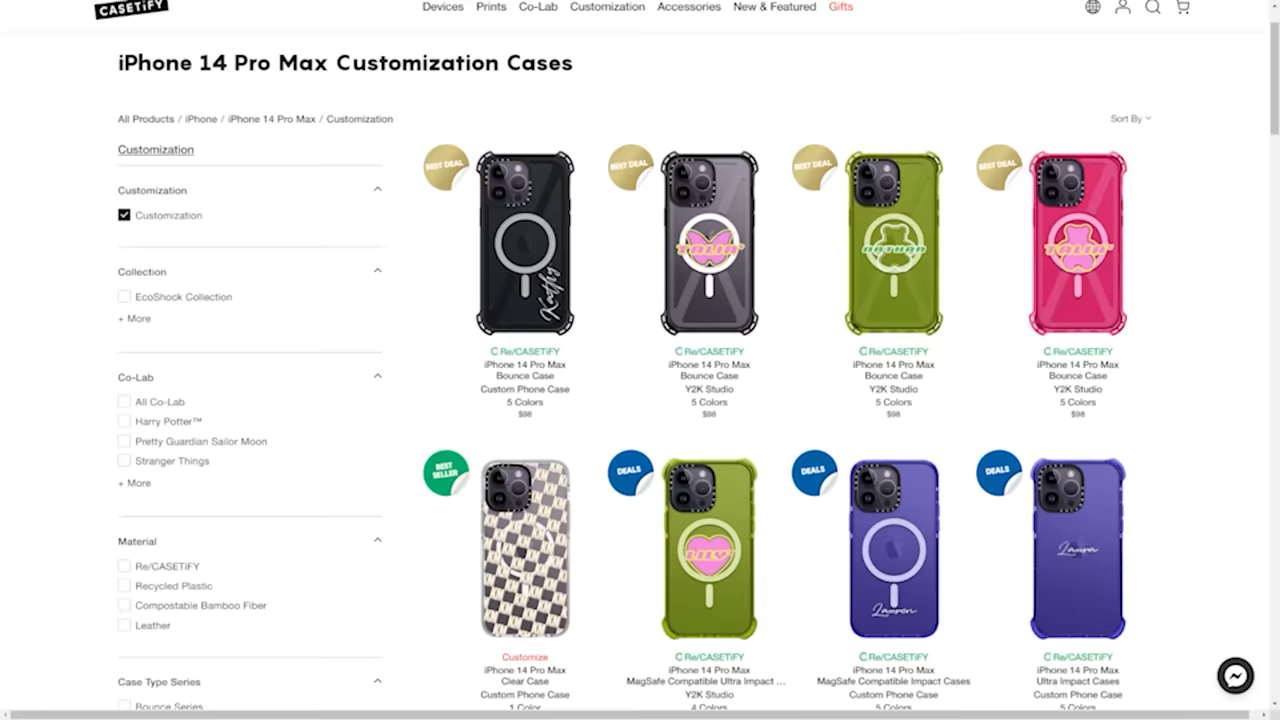 CASETiFY
Devices Prints Co-Lab Customization Accessories New & Featured Gifts
iPhone 14 Pro Max Customization Cases
All Products / iPhone / iPhone 14 Pro Max / Customization
Sort By
Customization
Customization
Customization
Collection
EcoShock Collection
+ More
Co-Lab
All Co-Lab
Harry Potter™
Pretty Guardian Sailor Moon
Stranger Things
+ More
Material
Re/CASETiFY
Recycled Plastic
Compostable Bamboo Fiber
Leather
Case Type Series
Bounce Series
BEST DEAL
Kathy
Re/CASETiFY
iPhone 14 Pro Max
Bounce Case
Custom Phone Case
5 Colors
$98
BEST DEAL
TALIA
Re/CASETiFY
iPhone 14 Pro Max
Bounce Case
Y2K Studio
5 Colors
$98
BEST DEAL
NATHAN
Re/CASETiFY
iPhone 14 Pro Max
Bounce Case
Y2K Studio
5 Colors
$98
BEST DEAL
TALIA
Re/CASETiFY
iPhone 14 Pro Max
Bounce Case
Y2K Studio
5 Colors
$98
BEST
SELLER
Customize
iPhone 14 Pro Max
Clear Case
Custom Phone Case
1 Color
DEALS
Re/CASETiFY
iPhone 14 Pro Max
MagSafe Compatible Ultra Impact ...
Y2K Studio
4 Colors
DEALS
Lauren
Re/CASETiFY
iPhone 14 Pro Max
MagSafe Compatible Impact Cases
Custom Phone Case
5 Colors
DEALS
Laura
Re/CASETiFY
iPhone 14 Pro Max
Ultra Impact Cases
Custom Phone Case
5 Colors